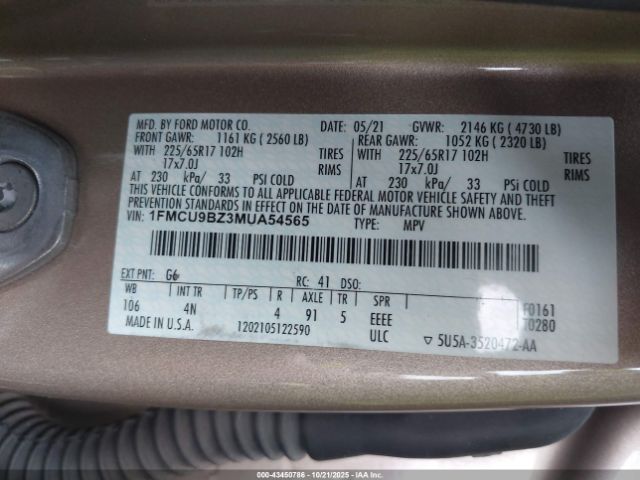 MFD. BY FORD MOTOR CO. DATE: 05/21 GVWR: 2146 KG ( 4730 LB)
FRONT GAWR: 1161 KG ( 2560 LB) REAR GAWR: 1052 KG ( 2320 LB)
WITH 225/65R17 102H TIRES WITH 225/65R17 102H TIRES
17x7.0J RIMS 17x7.0J RIMS
AT 230 kPa/ 33 PSI COLD AT 230 kPa/ 33 PSi COLD
THIS VEHICLE CONFORMS TO ALL APPLICABLE FEDERAL MOTOR VEHICLE SAFETY AND THEFT
PREVENTION STANDARDS IN EFFECT ON THE DATE OF MANUFACTURE SHOWN ABOVE.
VIN: 1FMCU9BZ3MUA54565 TYPE: MPV
EXT PNT: G6 RC: 41 DSO:
WB INT TR TP/PS R AXLE TR SPR F0161
106 4N 4 91 5 EEEE T0280
MADE IN U.S.A. 1202105122590 ULC ▽ 5U5A-3520472-AA
000-43450786 - 10/21/2025 - IAAI.COM